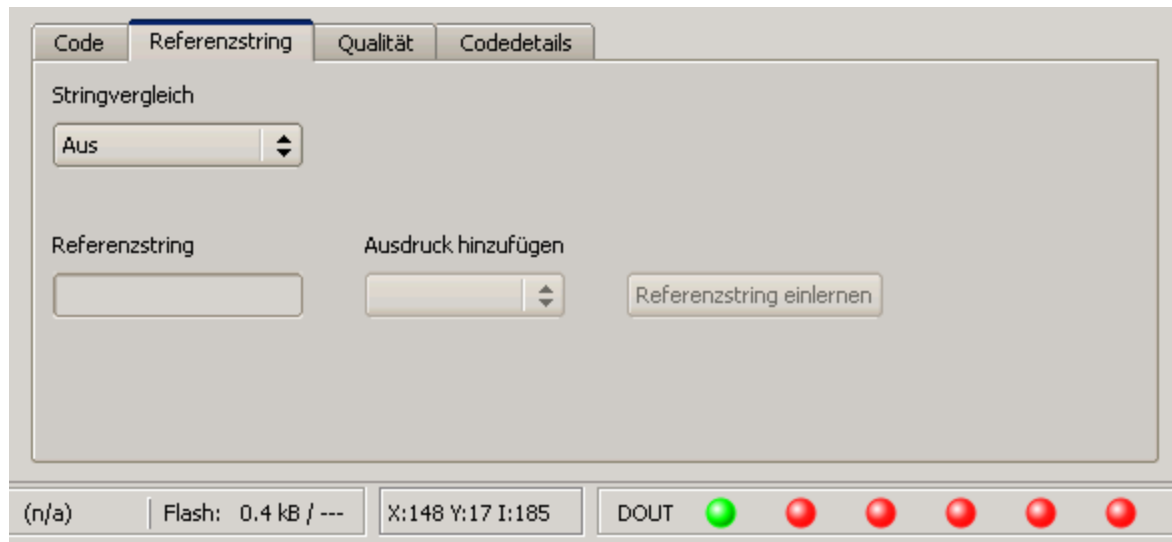 Code Referenzstring Qualität Codedetails
Stringvergleich
Aus
Referenzstring Ausdruck hinzufügen
Referenzstring einlernen
(n/a) Flash: 0.4 kB / --- X:148 Y:17 I:185 DOUT